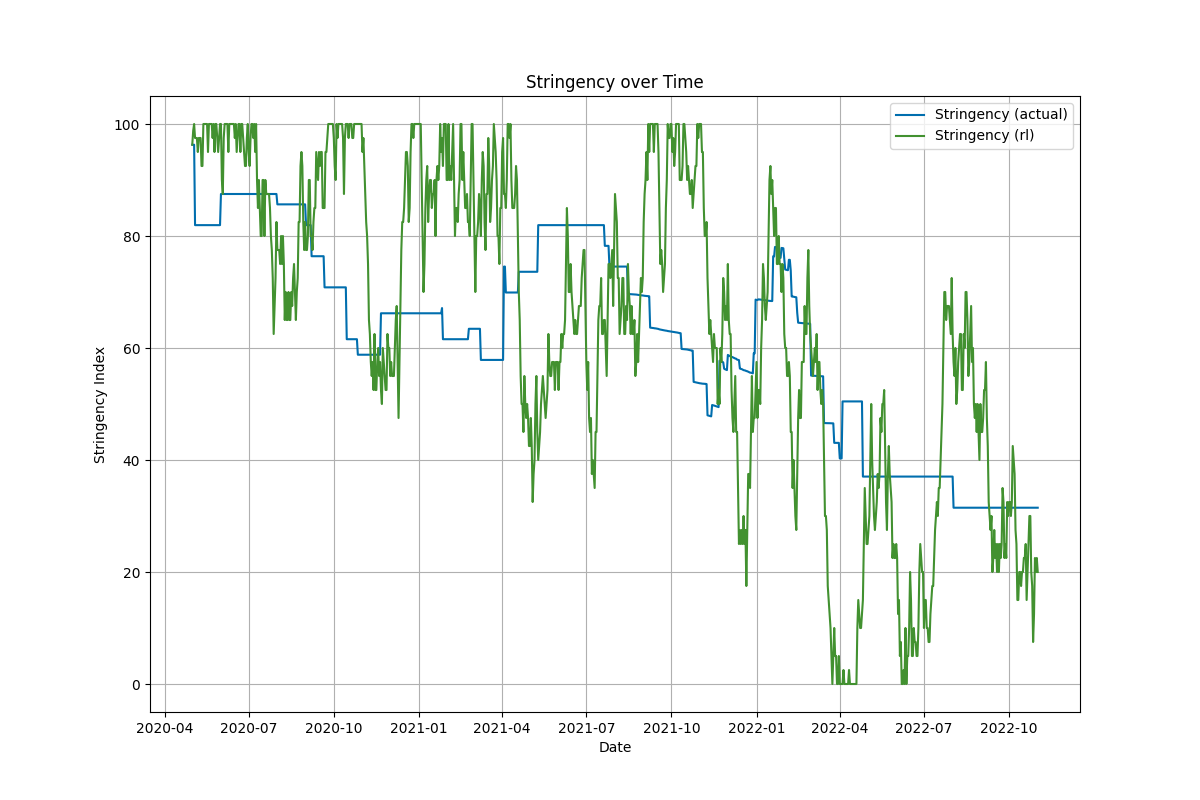 Stringency over Time
Stringency (actual)
Stringency (rl)
100
80
60
40
20
0
Stringency Index
2020-04 2020-07 2020-10 2021-01 2021-04 2021-07 2021-10 2022-01 2022-04 2022-07 2022-10
Date